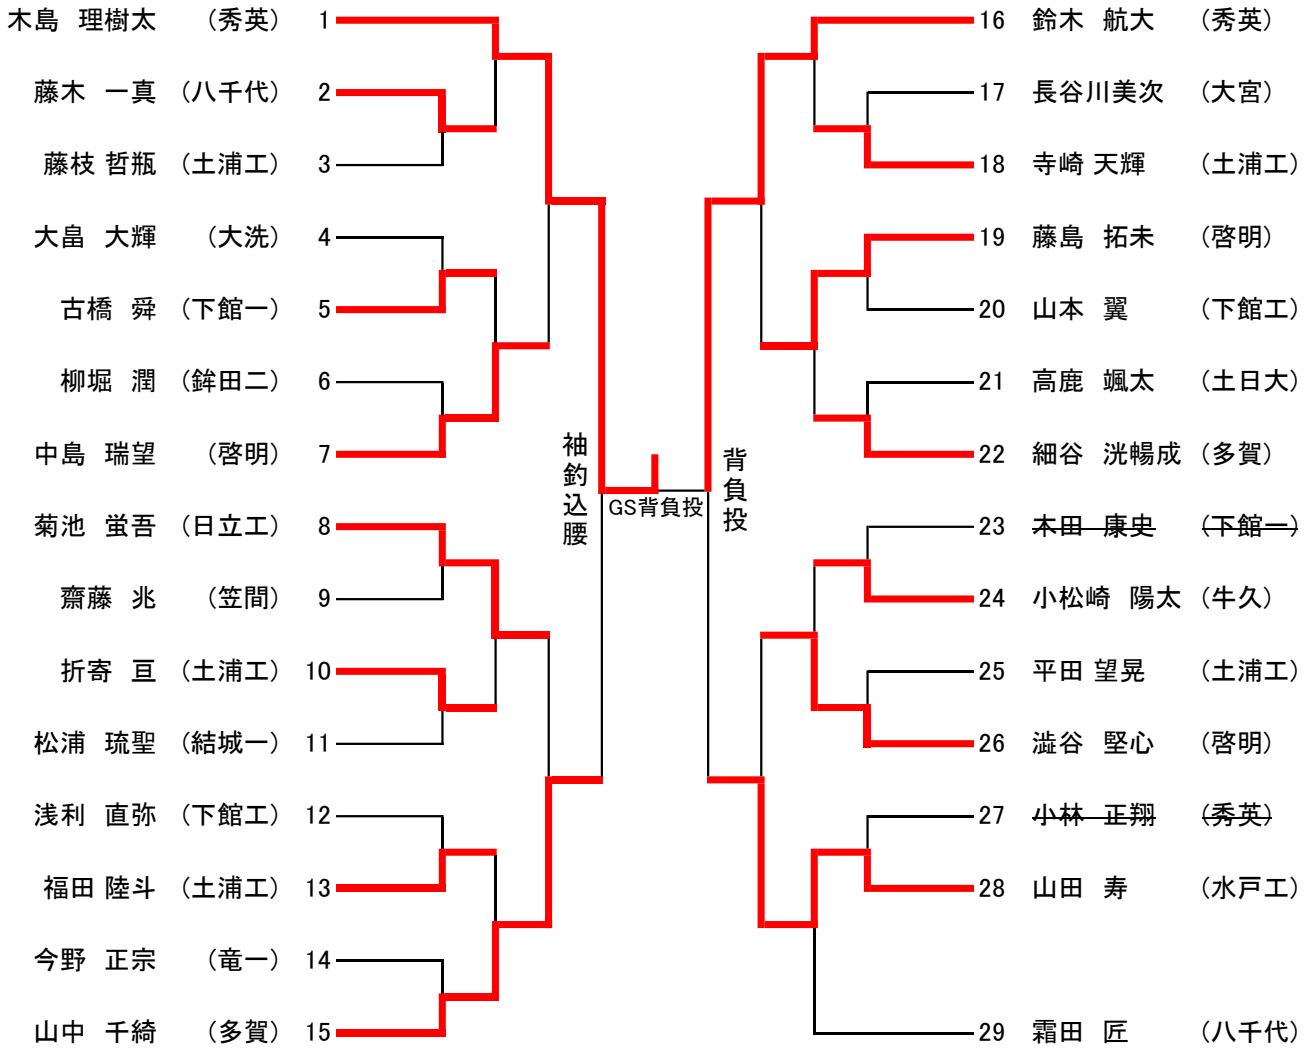 木島 理樹太 （秀英） 1
藤木 一真 （八千代） 2
藤枝 哲瓶 （土浦工） 3
大畠 大輝 （大洗） 4
古橋 舜 （下館一） 5
柳堀 潤 （鉾田二） 6
中島 瑞望 （啓明） 7
菊池 蛍吾 （日立工） 8
齋藤 兆 （笠間） 9
折寄 亘 （土浦工） 10
松浦 琉聖 （結城一） 11
浅利 直弥 （下館工） 12
福田 陸斗 （土浦工） 13
今野 正宗 （竜一） 14
山中 千綺 （多賀） 15
袖釣込腰
GS背負投
背負投
16 鈴木 航大 （秀英）
17 長谷川美次 （大宮）
18 寺崎 天輝 （土浦工）
19 藤島 拓未 （啓明）
20 山本 翼 （下館工）
21 高鹿 颯太 （土日大）
22 細谷 洸暢成 （多賀）
23 木田 康史 （下館一）
24 小松崎 陽太 （牛久）
25 平田 望晃 （土浦工）
26 澁谷 堅心 （啓明）
27 小林 正翔 （秀英）
28 山田 寿 （水戸工）
29 霜田 匠 （八千代）